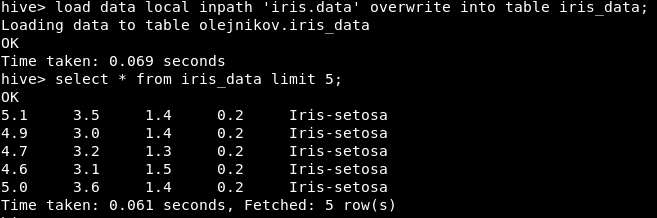 hive> load data local inpath 'iris.data' overwrite into table iris_data;
Loading data to table olejnikov.iris_data
OK
Time taken: 0.069 seconds
hive> select * from iris_data limit 5;
OK
5.1 3.5 1.4 0.2 Iris-setosa
4.9 3.0 1.4 0.2 Iris-setosa
4.7 3.2 1.3 0.2 Iris-setosa
4.6 3.1 1.5 0.2 Iris-setosa
5.0 3.6 1.4 0.2 Iris-setosa
Time taken: 0.061 seconds, Fetched: 5 row(s)